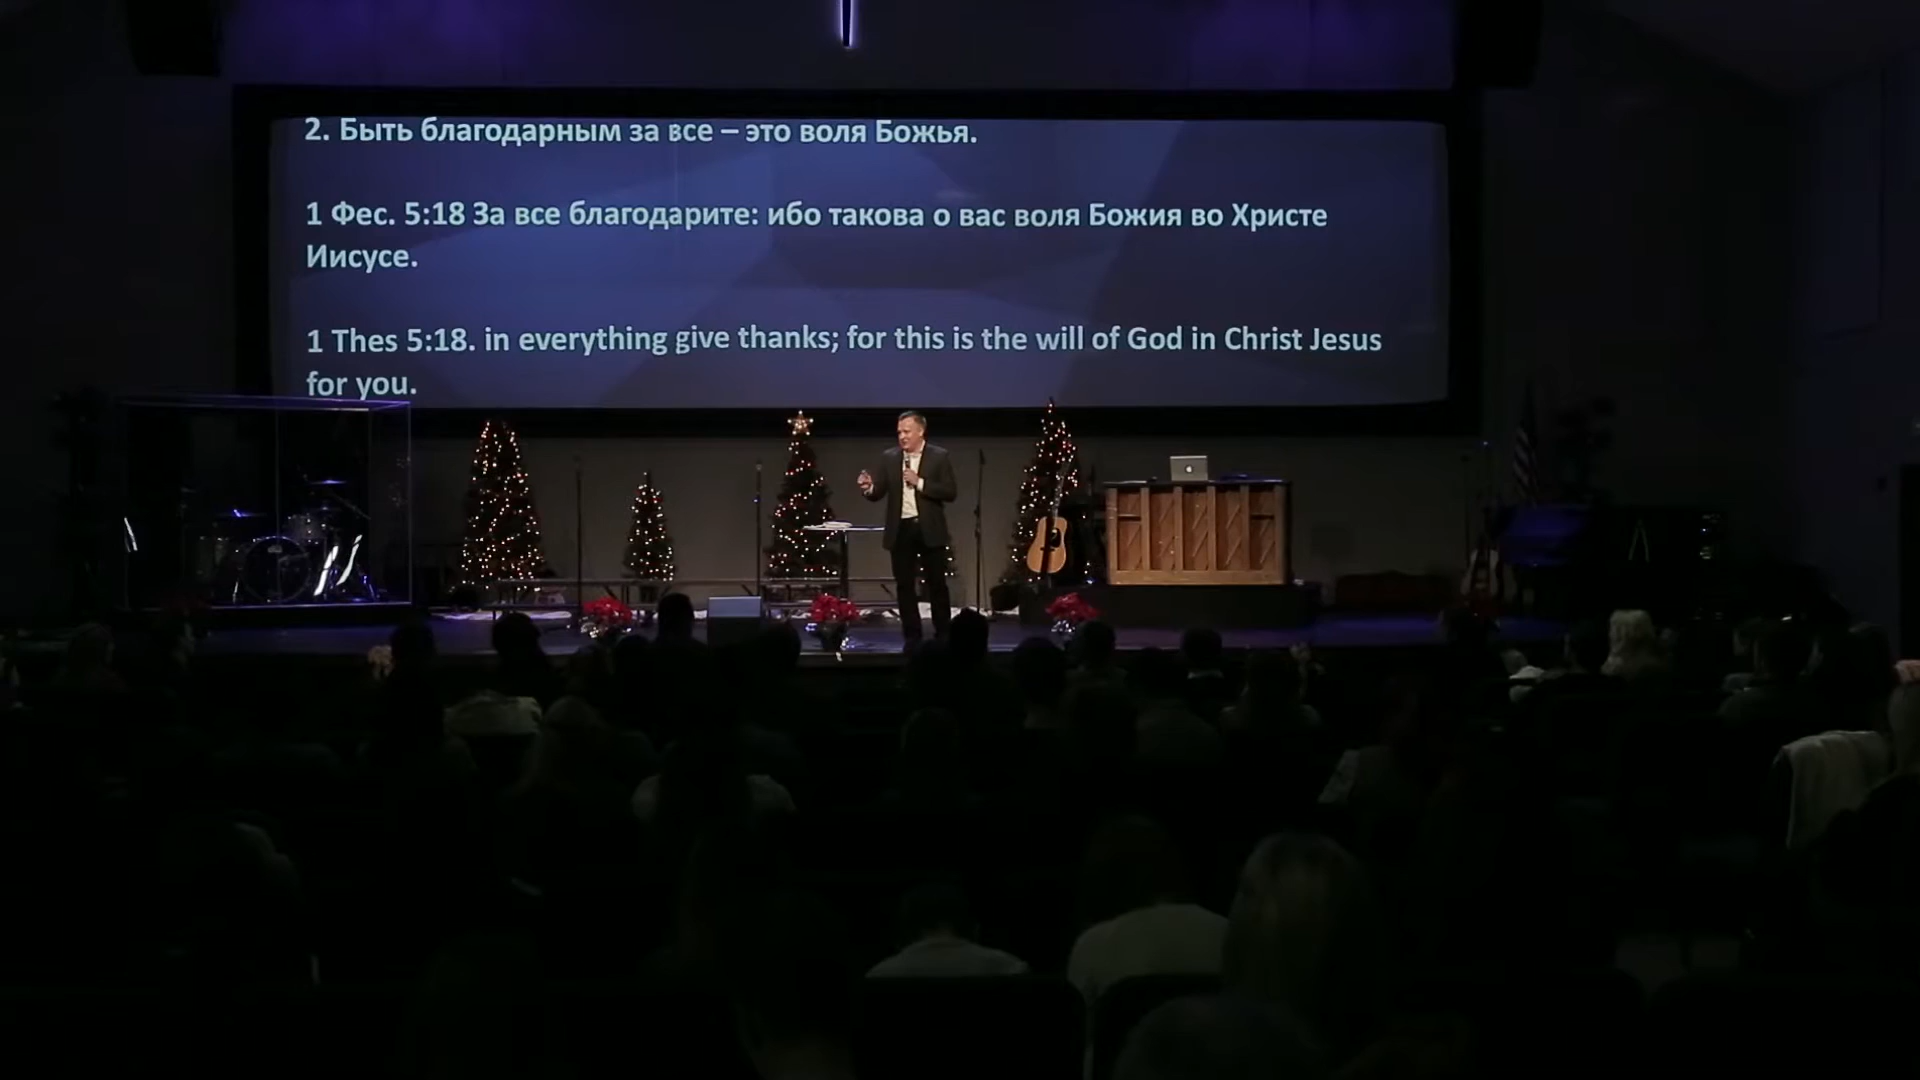 2. Быть благодарным за все – это воля Божья.
1 Фес. 5:18 За все благодарите: ибо такова о вас воля Божия во Христе
Иисусе.
1 Thes 5:18. in everything give thanks; for this is the will of God in Christ Jesus
for you.